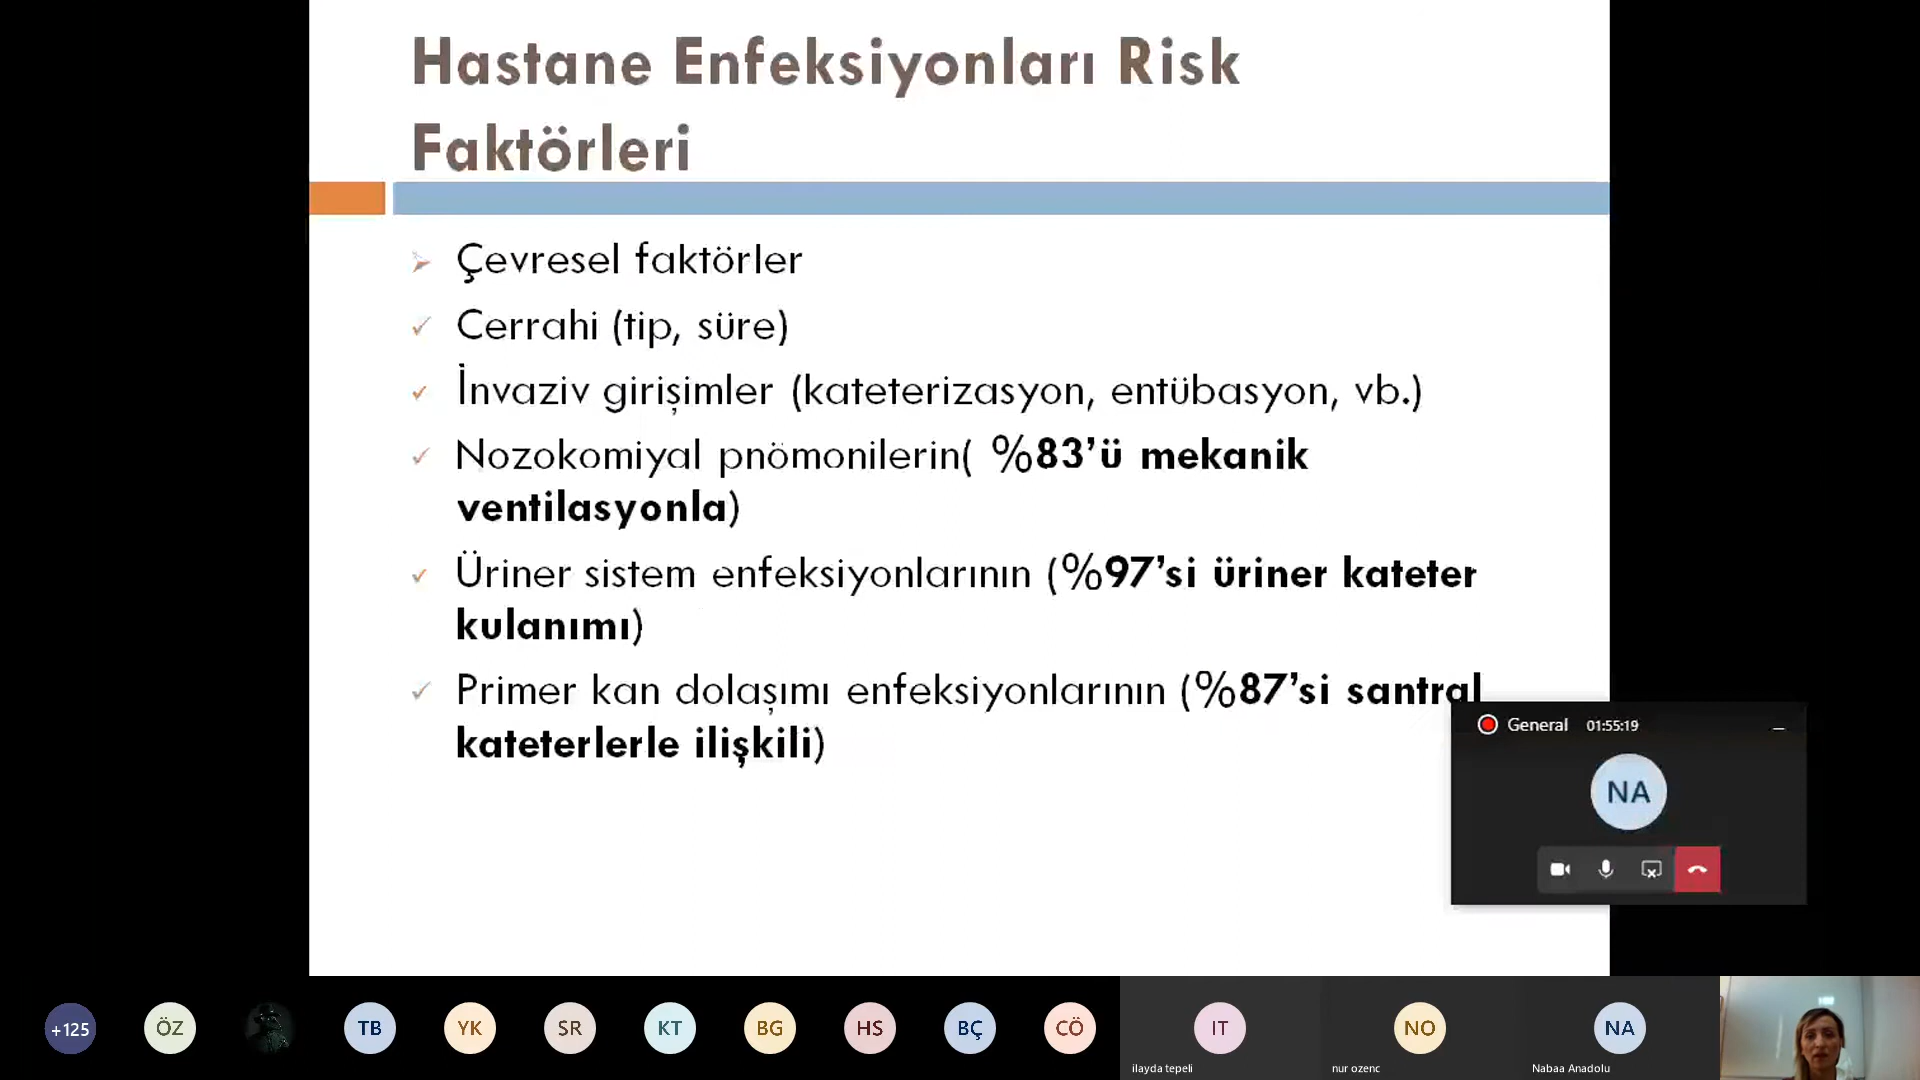 Hastane Enfeksiyonları Risk
Faktörleri
Çevresel faktörler
Cerrahi (tip, süre)
İnvaziv girişimler (kateterizasyon, entübasyon, vb.)
Nozokomiyal pnömonilerin( %83’ü mekanik
ventilasyonla)
Üriner sistem enfeksiyonlarının (%97’si üriner kateter
kulanımı)
Primer kan dolaşımı enfeksiyonlarının (%87’si santral
kateterlerle ilişkili)
General 01:55:19
NA
+125 ÖZ TB YK SR KT BG HS BÇ CÖ IT NO NA
ilayda tepeli nur ozenc Nabaa Anadolu